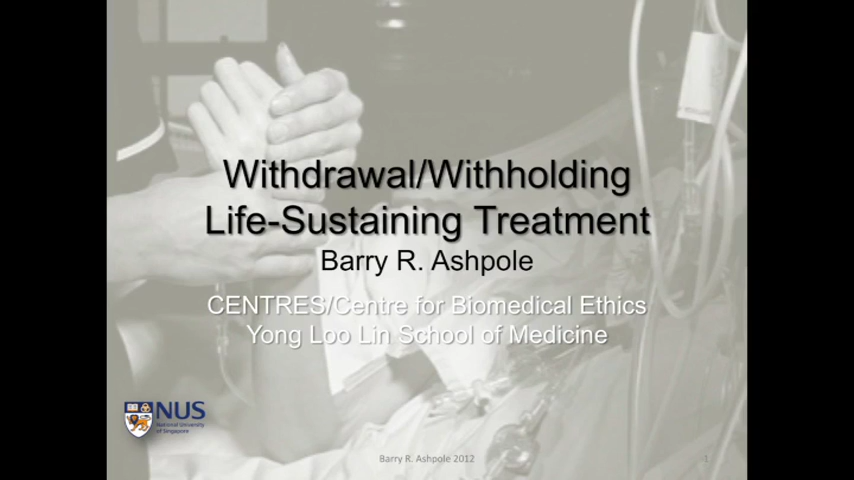 Withdrawal/Withholding
Life-Sustaining Treatment
Barry R. Ashpole
CENTRES/Centre for Biomedical Ethics
Yong Loo Lin School of Medicine
NUS
National University
of Singapore
Barry R. Ashpole 2012
1